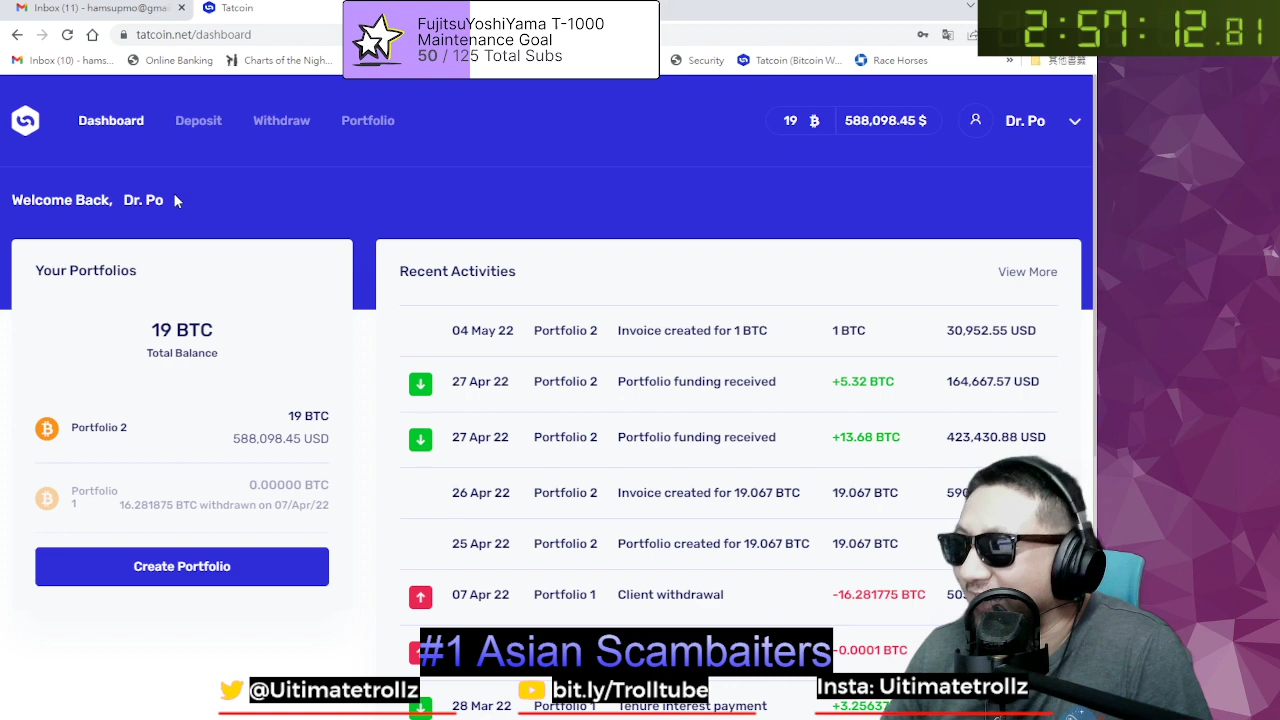 Inbox (11) - hamsupmo@gmai
Tatcoin
tatcoin.net/dashboard
Inbox (10) - hams...
Online Banking
Charts of the Nigh...
Security
Tatcoin (Bitcoin W...
Race Horses
其他書籤
FujitsuYoshiYama T-1000
Maintenance Goal
50 / 125 Total Subs
2:57:12.81
Dashboard
Deposit
Withdraw
Portfolio
19
588,098.45 $
Dr. Po
Welcome Back, Dr. Po
Your Portfolios
19 BTC
Total Balance
Portfolio 2
19 BTC
588,098.45 USD
Portfolio
1
0.00000 BTC
16.281875 BTC withdrawn on 07/Apr/22
Create Portfolio
Recent Activities
View More
04 May 22 Portfolio 2 Invoice created for 1 BTC 1 BTC 30,952.55 USD
27 Apr 22 Portfolio 2 Portfolio funding received +5.32 BTC 164,667.57 USD
27 Apr 22 Portfolio 2 Portfolio funding received +13.68 BTC 423,430.88 USD
26 Apr 22 Portfolio 2 Invoice created for 19.067 BTC 19.067 BTC
25 Apr 22 Portfolio 2 Portfolio created for 19.067 BTC 19.067 BTC
07 Apr 22 Portfolio 1 Client withdrawal -16.281775 BTC
-0.0001 BTC
28 Mar 22 Portfolio 1 Tenure interest payment
#1 Asian Scambaiters
@Uitimatetrollz
bit.ly/Trolltube
Insta: Uitimatetrollz